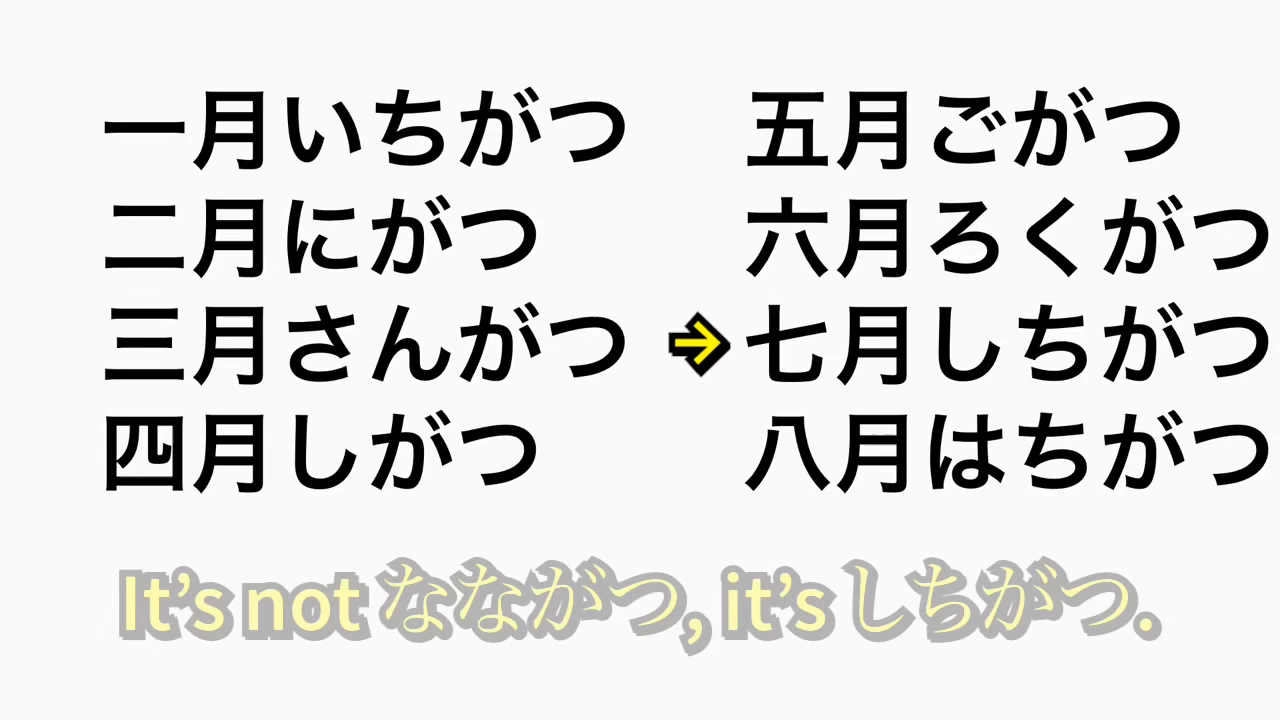 一月いちがつ
二月にがつ
三月さんがつ
四月しがつ
五月ごがつ
六月ろくがつ
七月しちがつ
八月はちがつ
It’s not なながつ, it’s しちがつ.